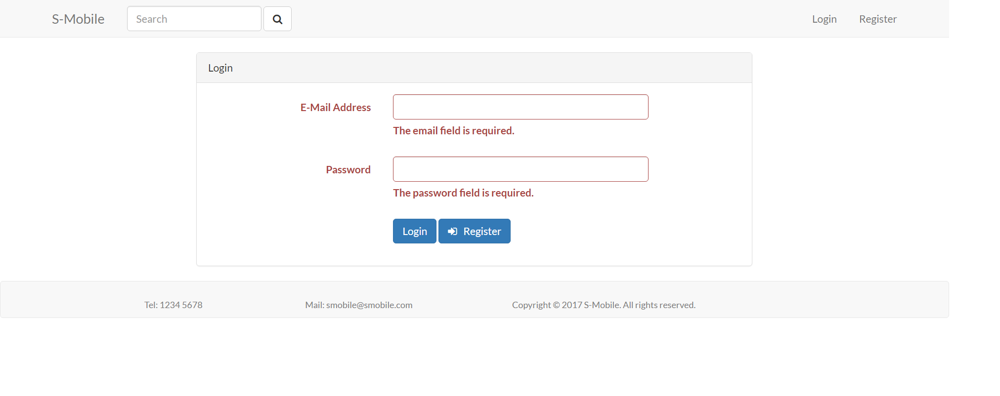 S-Mobile Search Login Register
Login
E-Mail Address
The email field is required.
Password
The password field is required.
Login Register
Tel: 1234 5678 Mail: smobile@smobile.com Copyright © 2017 S-Mobile. All rights reserved.